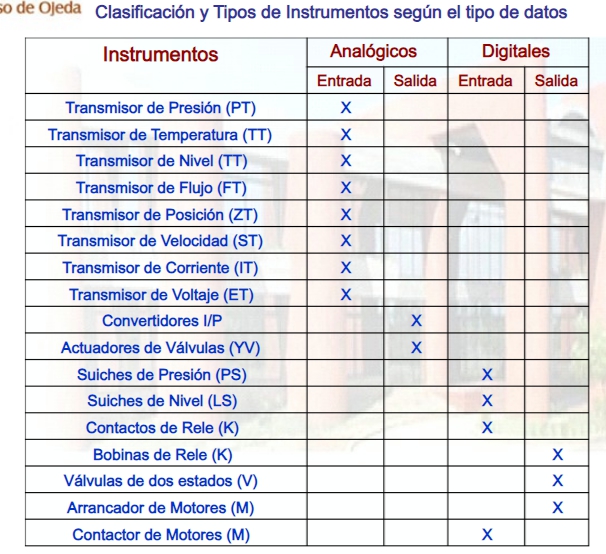 so de Ojeda
Clasificación y Tipos de Instrumentos según el tipo de datos
Instrumentos Analógicos Digitales
Entrada Salida Entrada Salida
Transmisor de Presión (PT) X
Transmisor de Temperatura (TT) X
Transmisor de Nivel (TT) X
Transmisor de Flujo (FT) X
Transmisor de Posición (ZT) X
Transmisor de Velocidad (ST) X
Transmisor de Corriente (IT) X
Transmisor de Voltaje (ET) X
Convertidores I/P X
Actuadores de Válvulas (YV) X
Suiches de Presión (PS) X
Suiches de Nivel (LS) X
Contactos de Rele (K) X
Bobinas de Rele (K) X
Válvulas de dos estados (V) X
Arrancador de Motores (M) X
Contactor de Motores (M) X